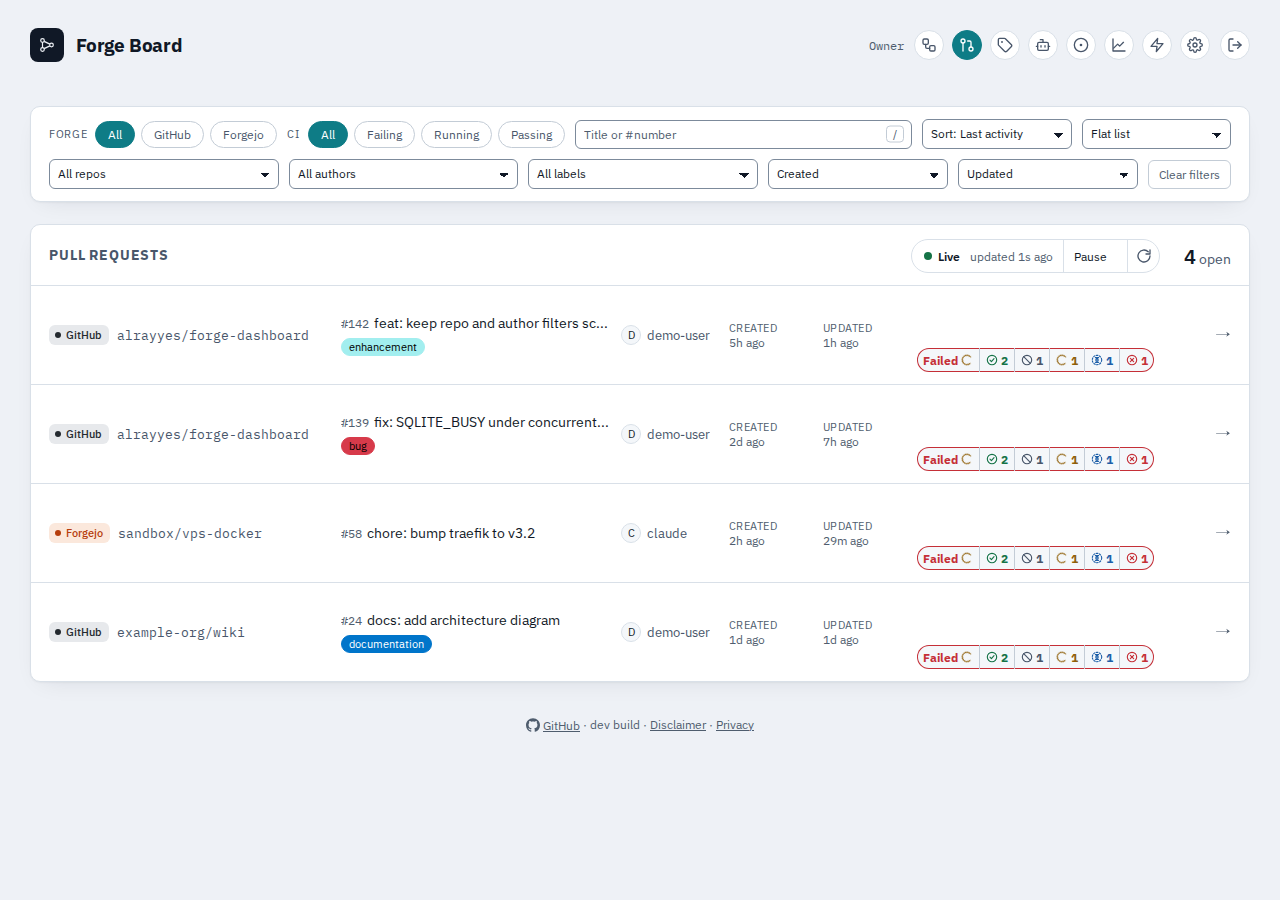 Forge Board
Owner
FORGE All GitHub Forgejo CI All Failing Running Passing Title or #number / Sort: Last activity Flat list
All repos All authors All labels Created Updated Clear filters
PULL REQUESTS Live updated 1s ago Pause 4 open
GitHub alrayyes/forge-dashboard #142 feat: keep repo and author filters sc... D demo-user CREATED UPDATED →
enhancement 5h ago 1h ago
Failed 2 1 1 1 1
GitHub alrayyes/forge-dashboard #139 fix: SQLITE_BUSY under concurrent... D demo-user CREATED UPDATED →
bug 2d ago 7h ago
Failed 2 1 1 1 1
Forgejo sandbox/vps-docker #58 chore: bump traefik to v3.2 C claude CREATED UPDATED →
2h ago 29m ago
Failed 2 1 1 1 1
GitHub example-org/wiki #24 docs: add architecture diagram D demo-user CREATED UPDATED →
documentation 1d ago 1d ago
Failed 2 1 1 1 1
GitHub · dev build · Disclaimer · Privacy